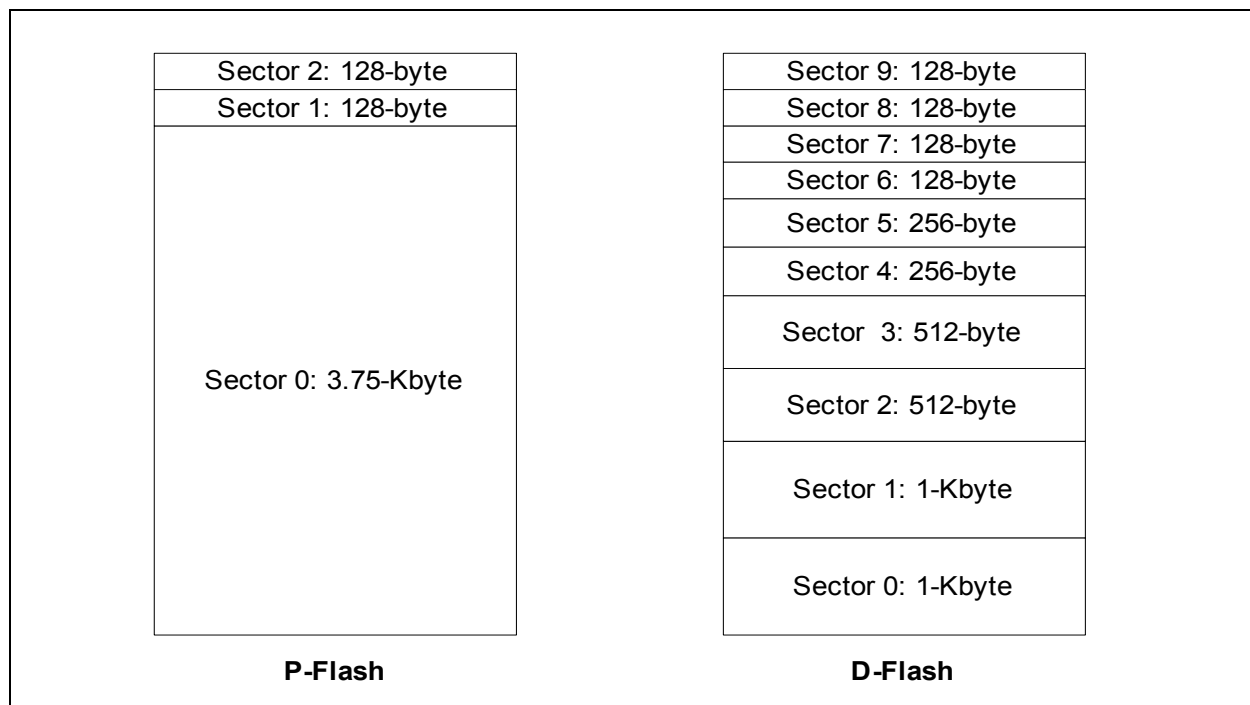 Sector 2: 128-byte
Sector 1: 128-byte
Sector 0: 3.75-Kbyte
P-Flash
Sector 9: 128-byte
Sector 8: 128-byte
Sector 7: 128-byte
Sector 6: 128-byte
Sector 5: 256-byte
Sector 4: 256-byte
Sector 3: 512-byte
Sector 2: 512-byte
Sector 1: 1-Kbyte
Sector 0: 1-Kbyte
D-Flash